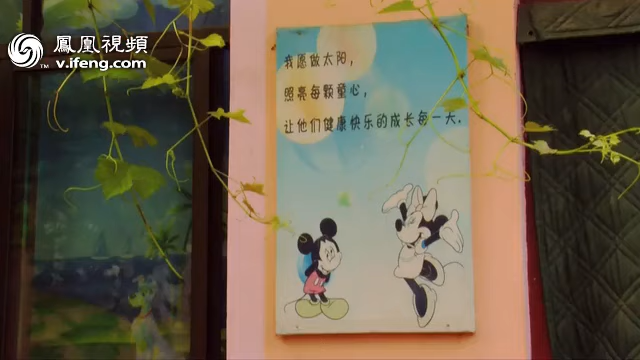 鳳凰視頻
v.ifeng.com
我愿做太阳，
照亮每颗童心，
让他们健康快乐的成长每一天.